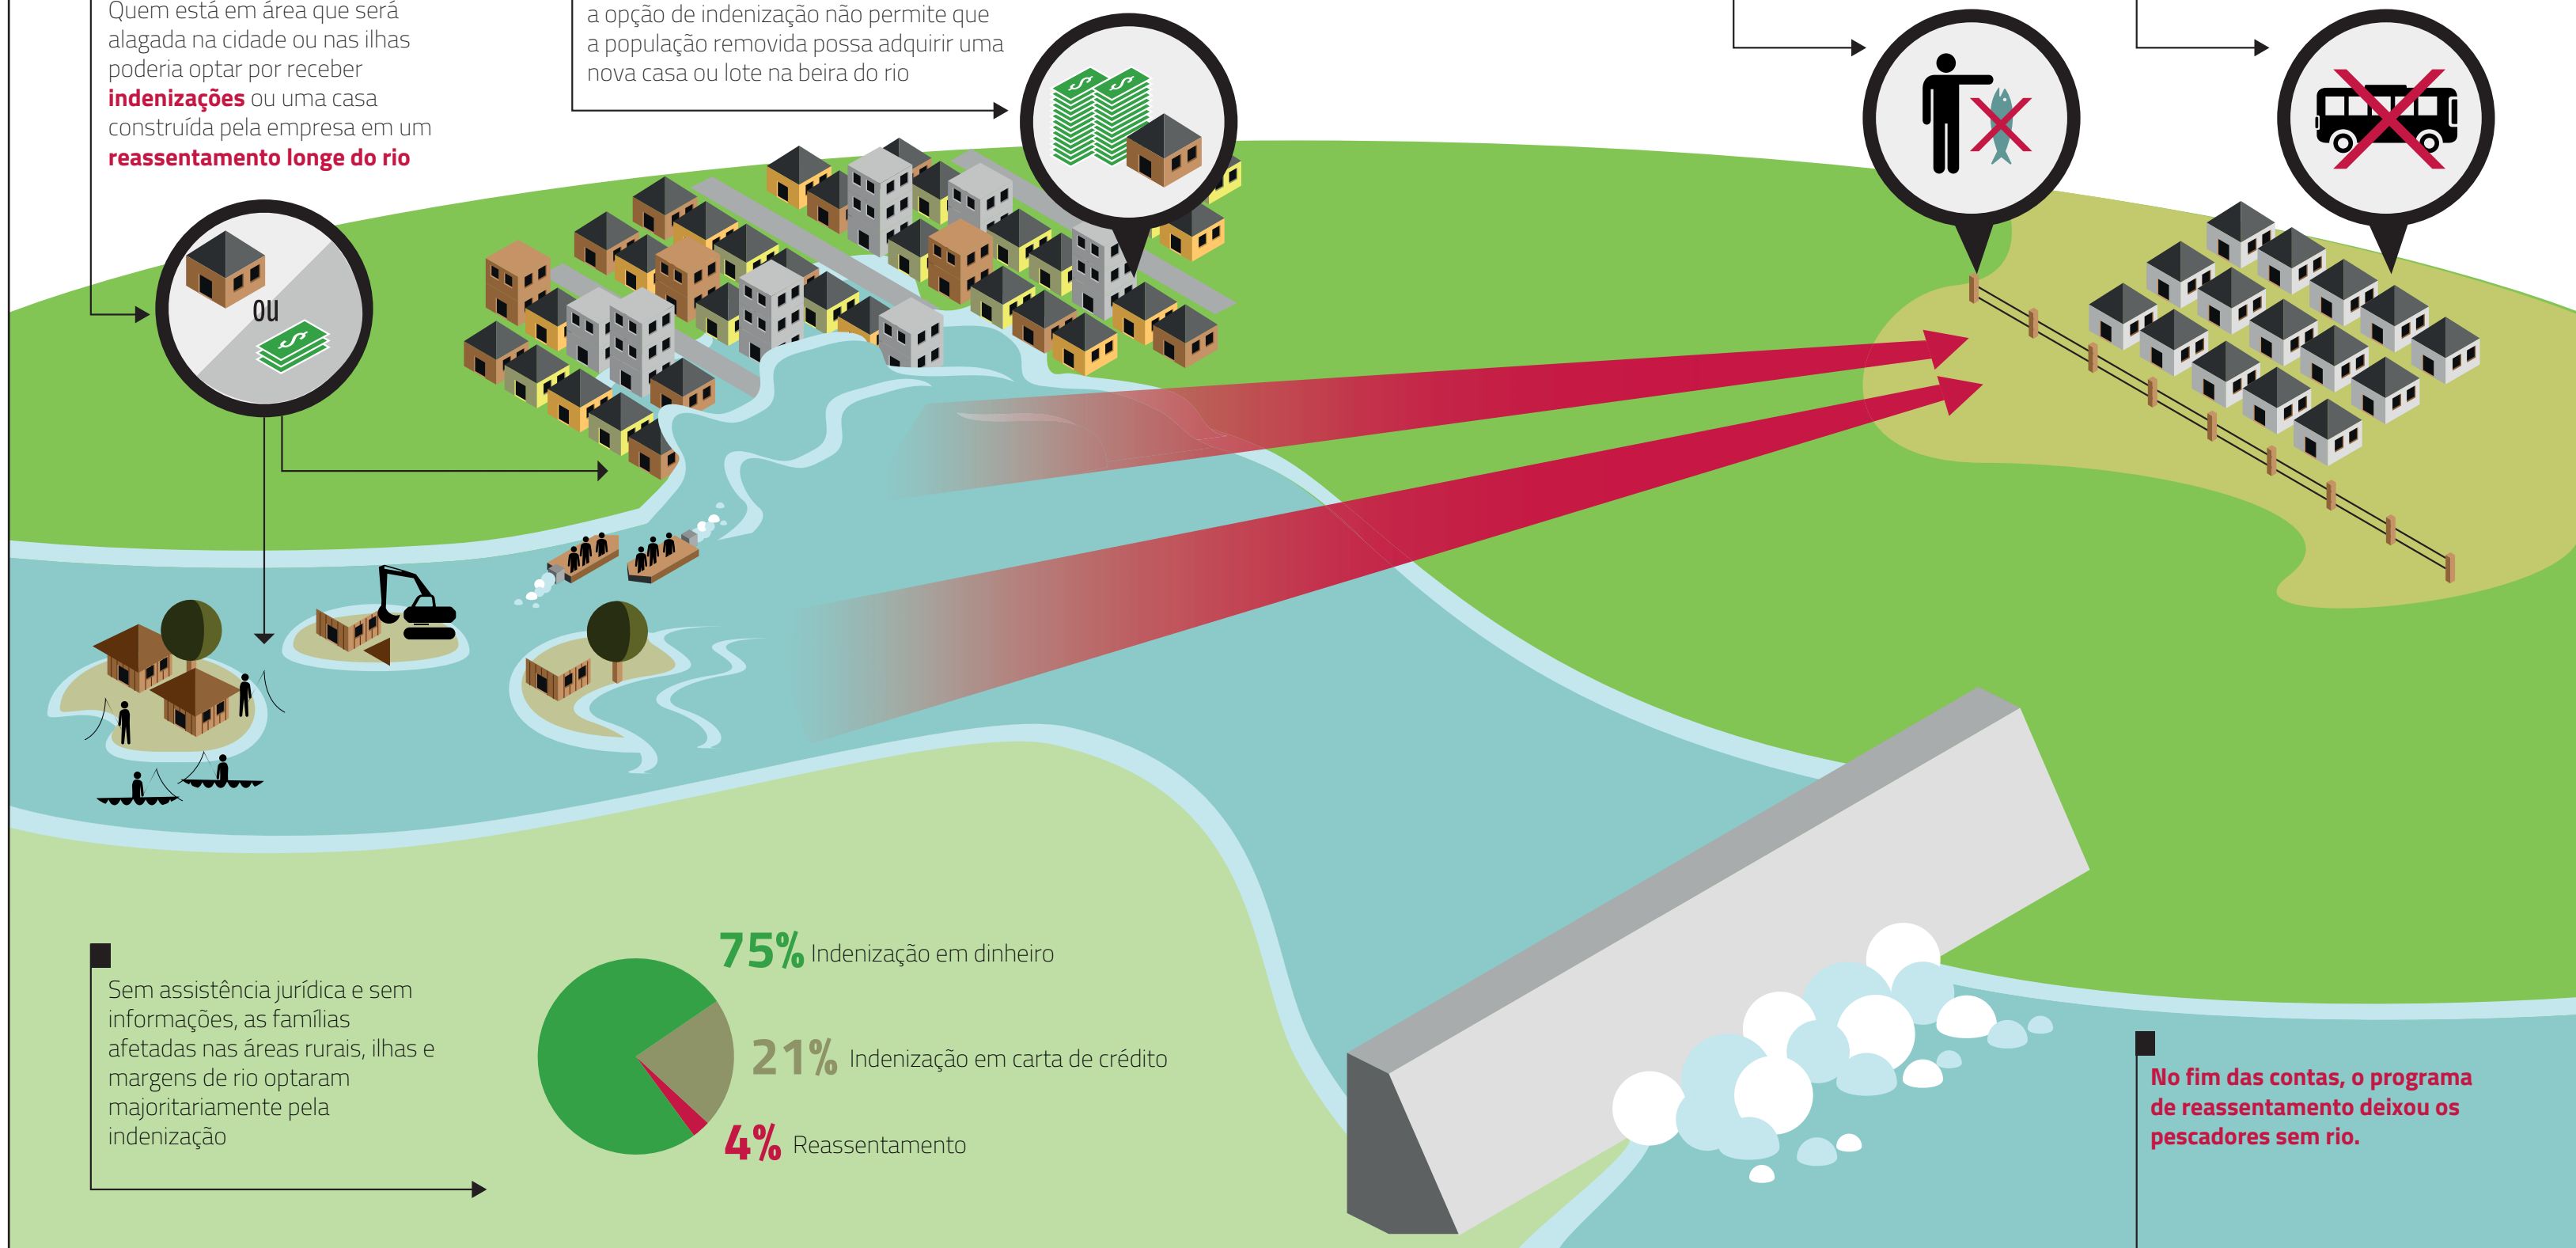 Quem está em área que será
alagada na cidade ou nas ilhas
poderia optar por receber
indenizações ou uma casa
construída pela empresa em um
reassentamento longe do rio
a opção de indenização não permite que
a população removida possa adquirir uma
nova casa ou lote na beira do rio
ou
Sem assistência jurídica e sem
informações, as famílias
afetadas nas áreas rurais, ilhas e
margens de rio optaram
majoritariamente pela
indenização
75% Indenização em dinheiro
21% Indenização em carta de crédito
4% Reassentamento
No fim das contas, o programa
de reassentamento deixou os
pescadores sem rio.